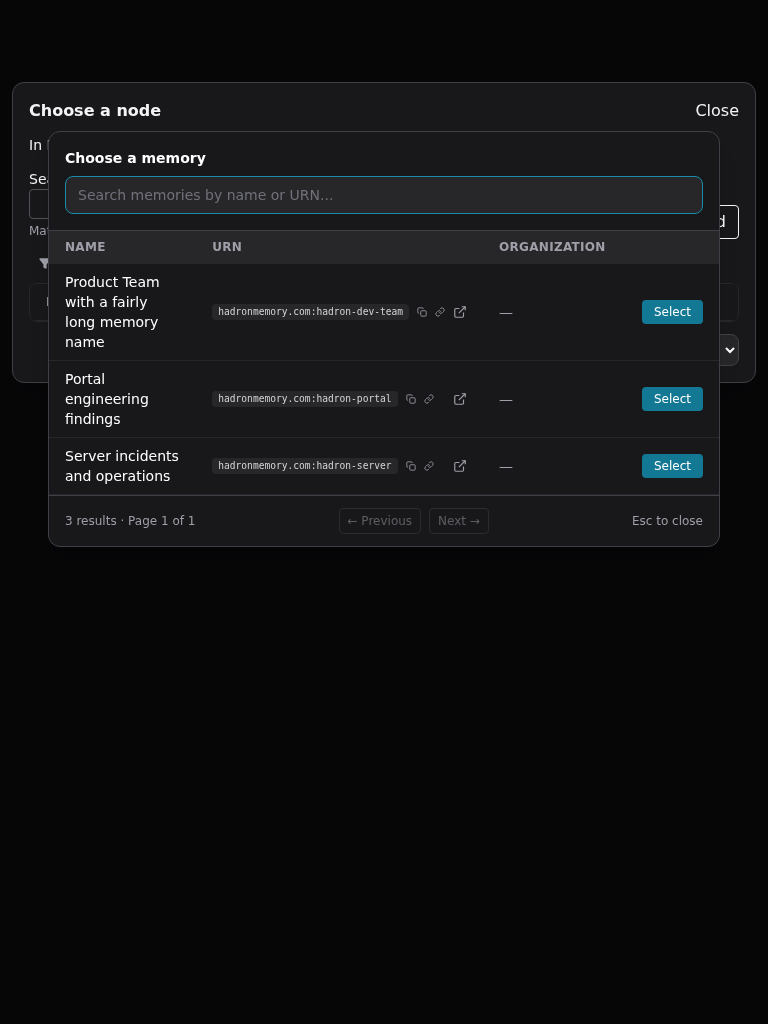 Choose a node
Close
In
Choose a memory
Search memories by name or URN...
NAME URN ORGANIZATION
Product Team
with a fairly
long memory
name
hadronmemory.com:hadron-dev-team — Select
Portal
engineering
findings
hadronmemory.com:hadron-portal — Select
Server incidents
and operations
hadronmemory.com:hadron-server — Select
3 results · Page 1 of 1 ← Previous Next → Esc to close